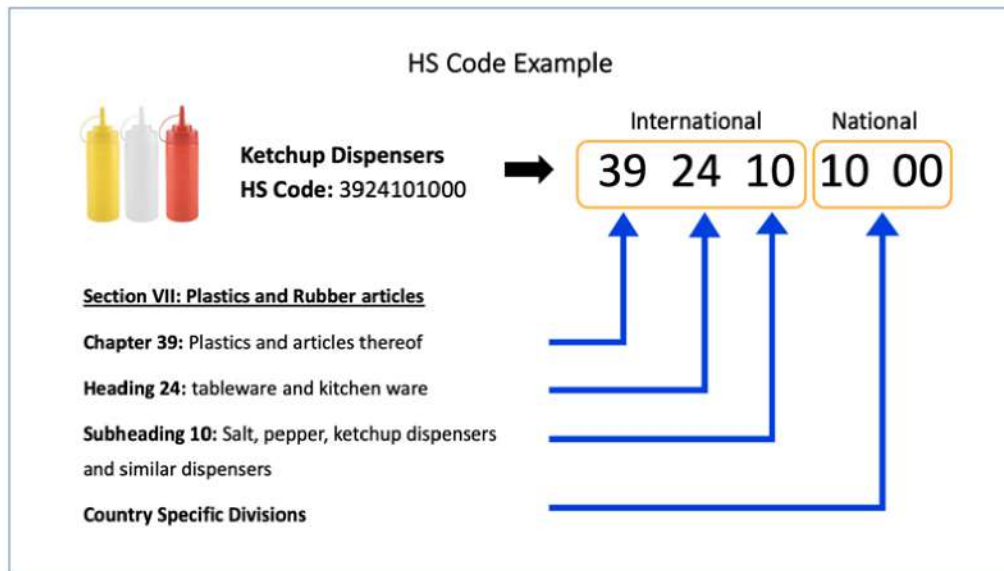 HS Code Example
International
National
Ketchup Dispensers
HS Code: 3924101000
39 24 10
10 00
Section VII: Plastics and Rubber articles
Chapter 39: Plastics and articles thereof
Heading 24: tableware and kitchen ware
Subheading 10: Salt, pepper, ketchup dispensers
and similar dispensers
Country Specific Divisions